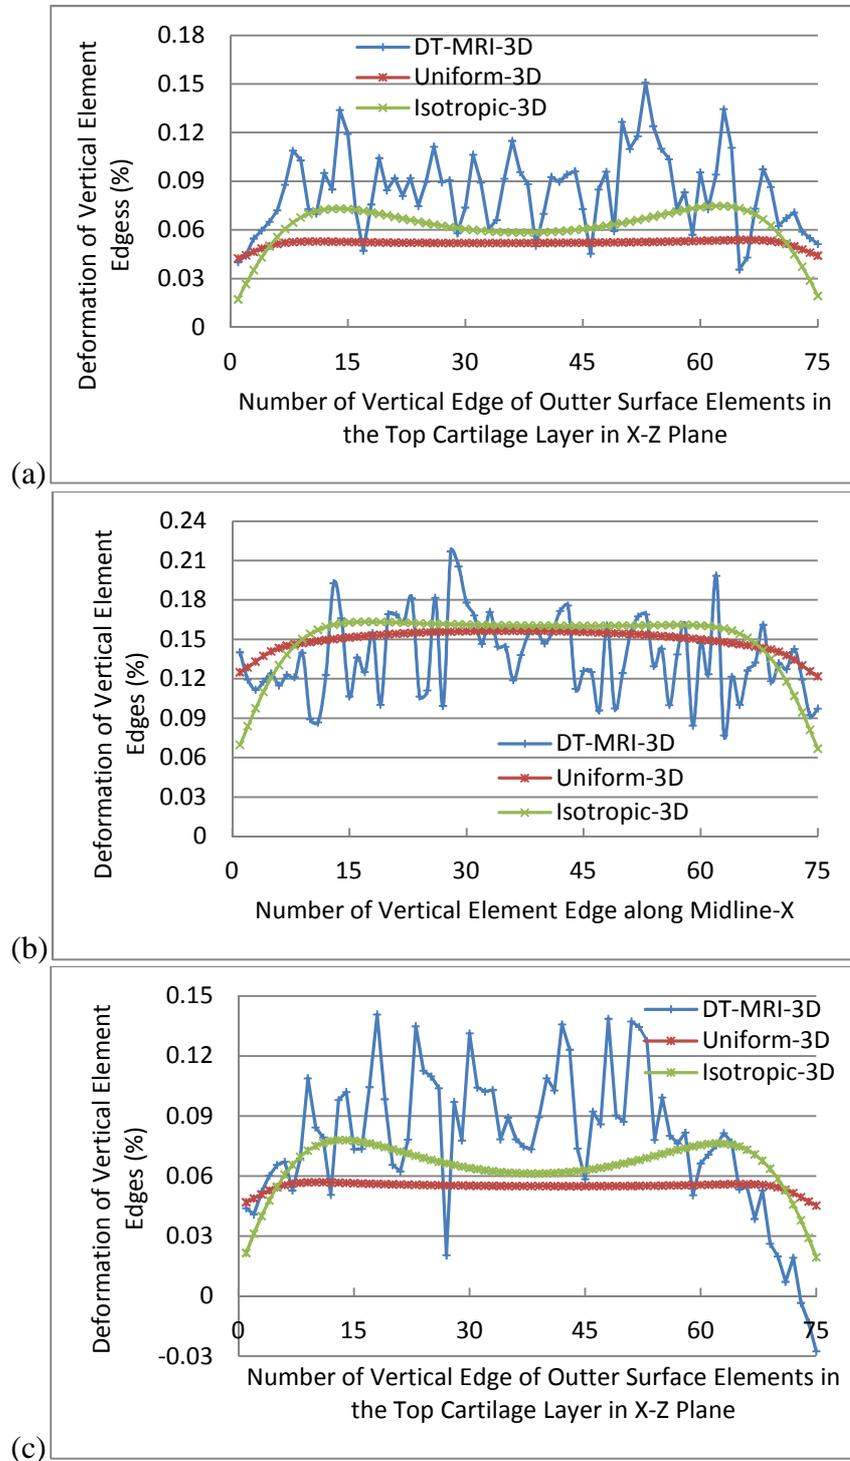 Deformation of Vertical Element
Edgess (%)
0.18
0.15
0.12
0.09
0.06
0.03
0
DT-MRI-3D
Uniform-3D
Isotropic-3D
0 15 30 45 60 75
Number of Vertical Edge of Outter Surface Elements in
the Top Cartilage Layer in X-Z Plane
(a)
Deformation of Vertical Element
Edges (%)
0.24
0.21
0.18
0.15
0.12
0.09
0.06
0.03
0
DT-MRI-3D
Uniform-3D
Isotropic-3D
0 15 30 45 60 75
Number of Vertical Element Edge along Midline-X
(b)
Deformation of Vertical Element
Edges (%)
0.15
0.12
0.09
0.06
0.03
0
-0.03
DT-MRI-3D
Uniform-3D
Isotropic-3D
0 15 30 45 60 75
Number of Vertical Edge of Outter Surface Elements in
the Top Cartilage Layer in X-Z Plane
(c)